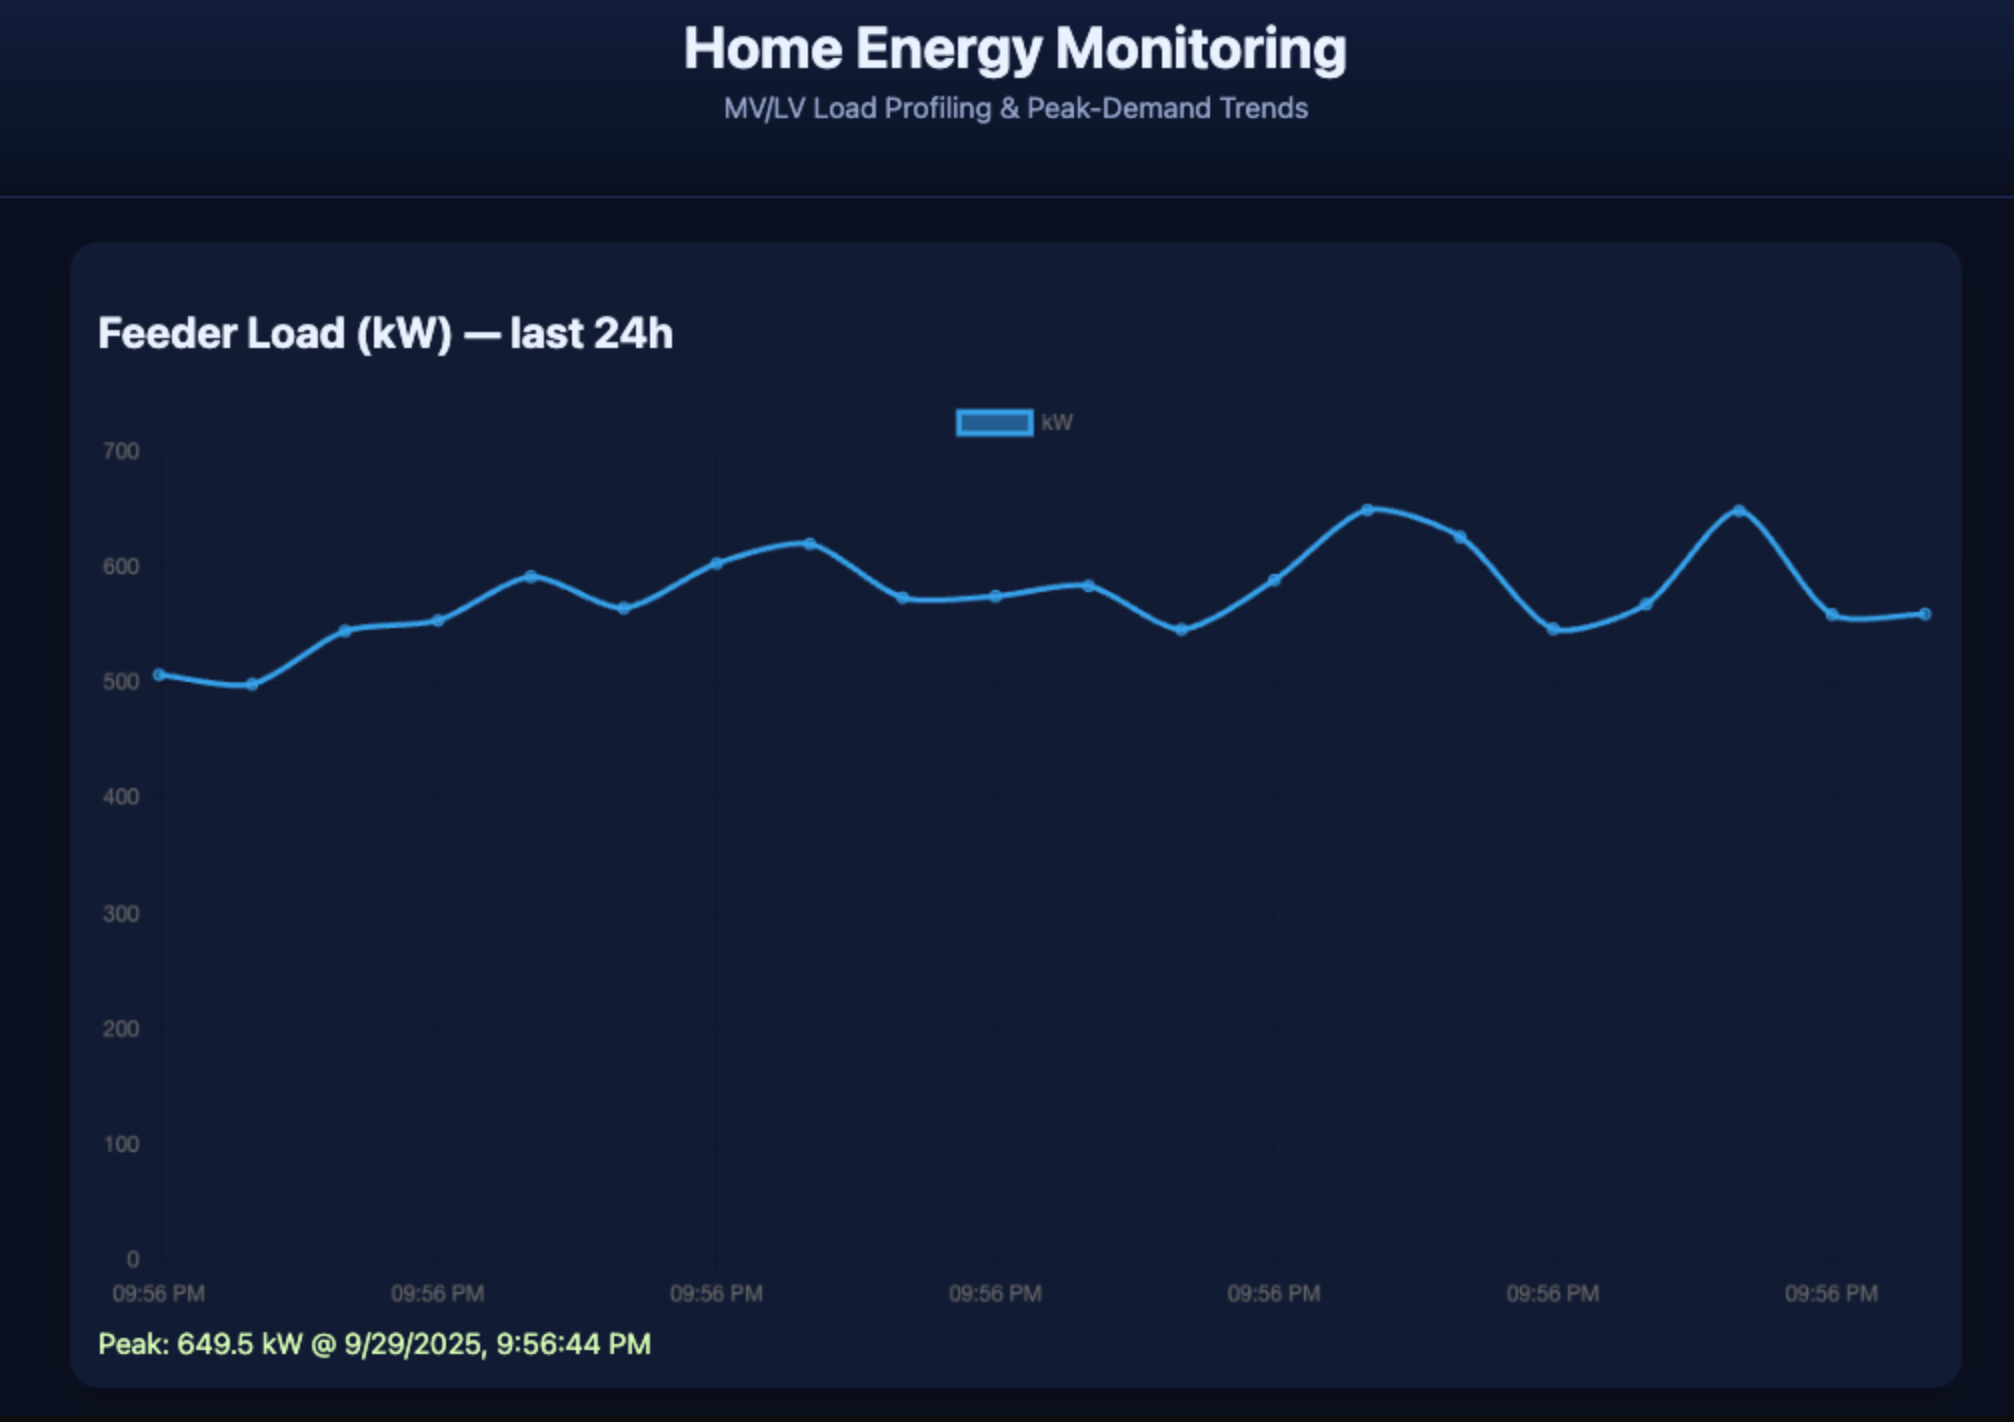 Home Energy Monitoring
MV/LV Load Profiling & Peak-Demand Trends
Feeder Load (kW) — last 24h
kW
700
600
500
400
300
200
100
0
09:56 PM 09:56 PM 09:56 PM 09:56 PM 09:56 PM 09:56 PM 09:56 PM
Peak: 649.5 kW @ 9/29/2025, 9:56:44 PM